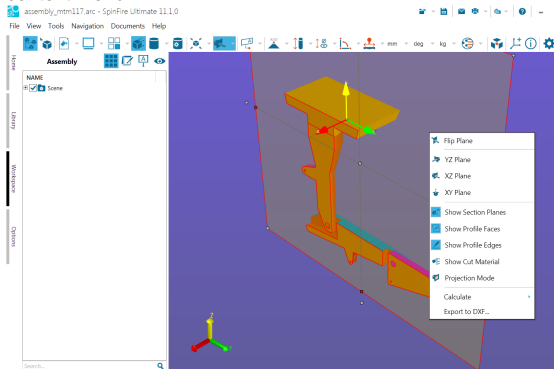 assembly_mtm117.arc - SpinFire Ultimate 11.1.0
File View Tools Navigation Documents Help
mm deg kg
Home
Library
Workspace
Options
Assembly
NAME
Scene
Search...
Z
Flip Plane
YZ Plane
XZ Plane
XY Plane
Show Section Planes
Show Profile Faces
Show Profile Edges
Show Cut Material
Projection Mode
Calculate
Export to DXF...